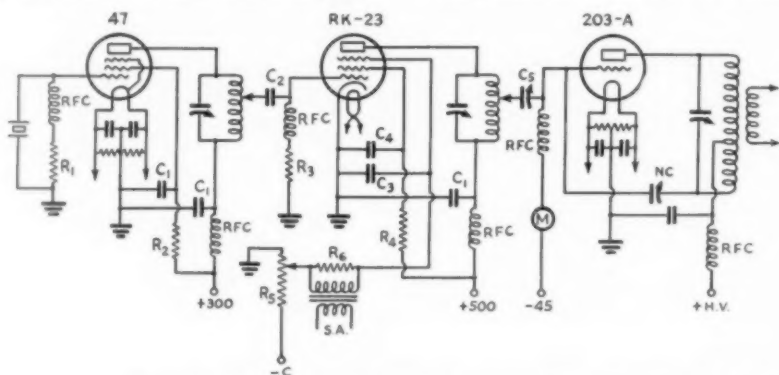 47
RK-23
203-A
RFC
R1
C1
C1
R2
RFC
+300
C2
RFC
R3
C4
C3
C1
R4
RFC
R5
R6
S.A.
-C
+500
C5
RFC
M
-45
NC
RFC
+H.V.